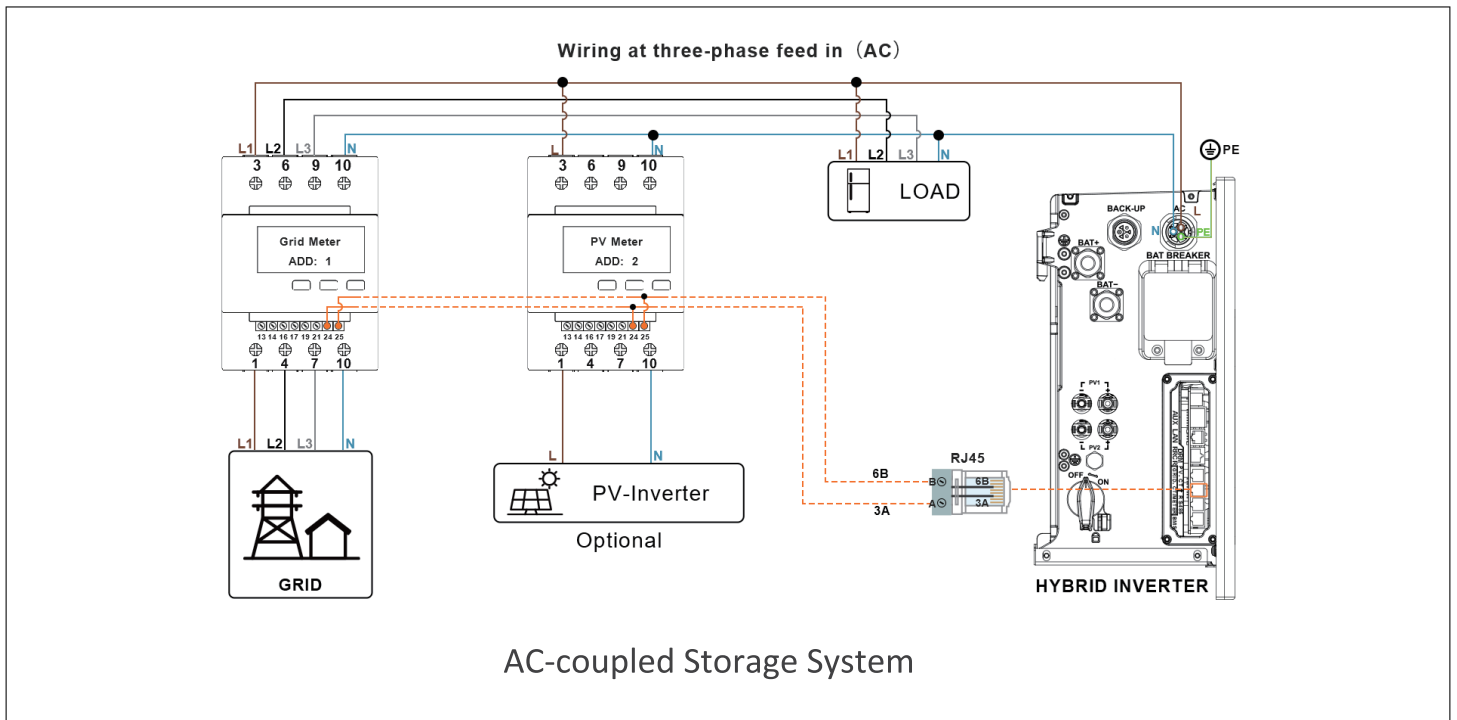 Wiring at three-phase feed in（AC）
L1 L2 L3 N
3 6 9 10
Grid Meter
ADD: 1
13 14 16 17 19 21 24 25
1 4 7 10
L1 L2 L3 N
GRID
L N
3 6 9 10
PV Meter
ADD: 2
13 14 16 17 19 21 24 25
1 4 7 10
L N
PV-Inverter
Optional
L1 L2 L3 N
LOAD
6B
3A
RJ45
B 6B
A 3A
PE
BACK-UP AC L
N PE
BAT+ BAT BREAKER
BAT−
PV1
- +
- +
PV2
OFF ON
AUX LAN
HYBRID INVERTER
AC-coupled Storage System